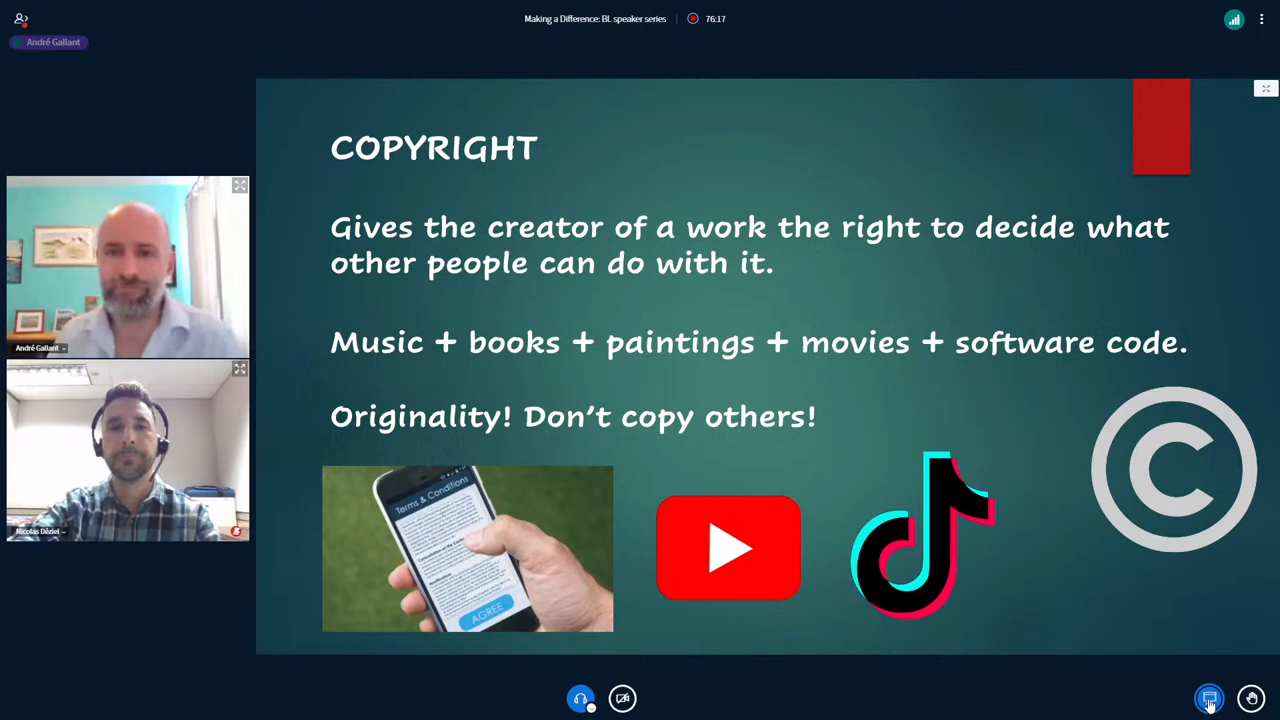 Making a Difference: BL speaker series
76:17
André Gallant
COPYRIGHT
Gives the creator of a work the right to decide what
other people can do with it.
Music + books + paintings + movies + software code.
Originality! Don't copy others!
Terms & Conditions
AGREE
©
André Gallant
Nicolas Déziel